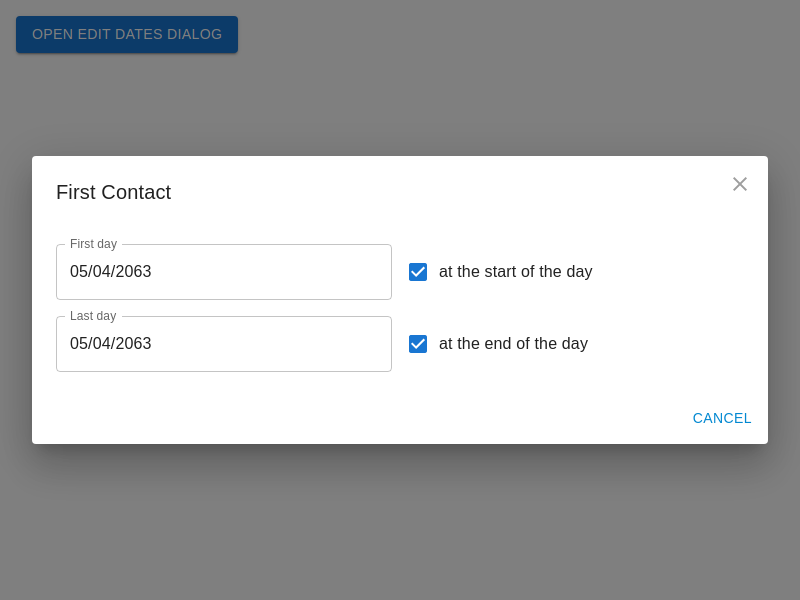 OPEN EDIT DATES DIALOG
First Contact
First day
05/04/2063
at the start of the day
Last day
05/04/2063
at the end of the day
CANCEL